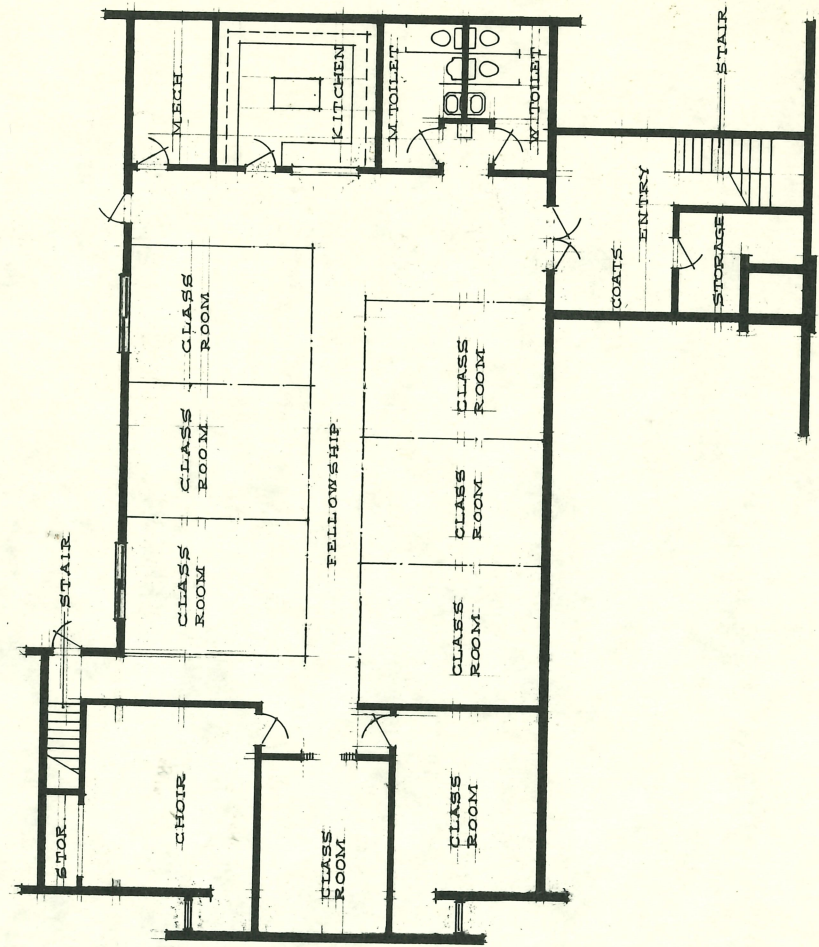 MECH.
KITCHEN
M. TOILET
W. TOILET
STAIR
ENTRY
COATS
STORAGE
CLASS
ROOM
CLASS
ROOM
CLASS
ROOM
FELLOWSHIP
CLASS
ROOM
CLASS
ROOM
CLASS
ROOM
STAIR
STOR.
CHOIR
CLASS
ROOM
CLASS
ROOM